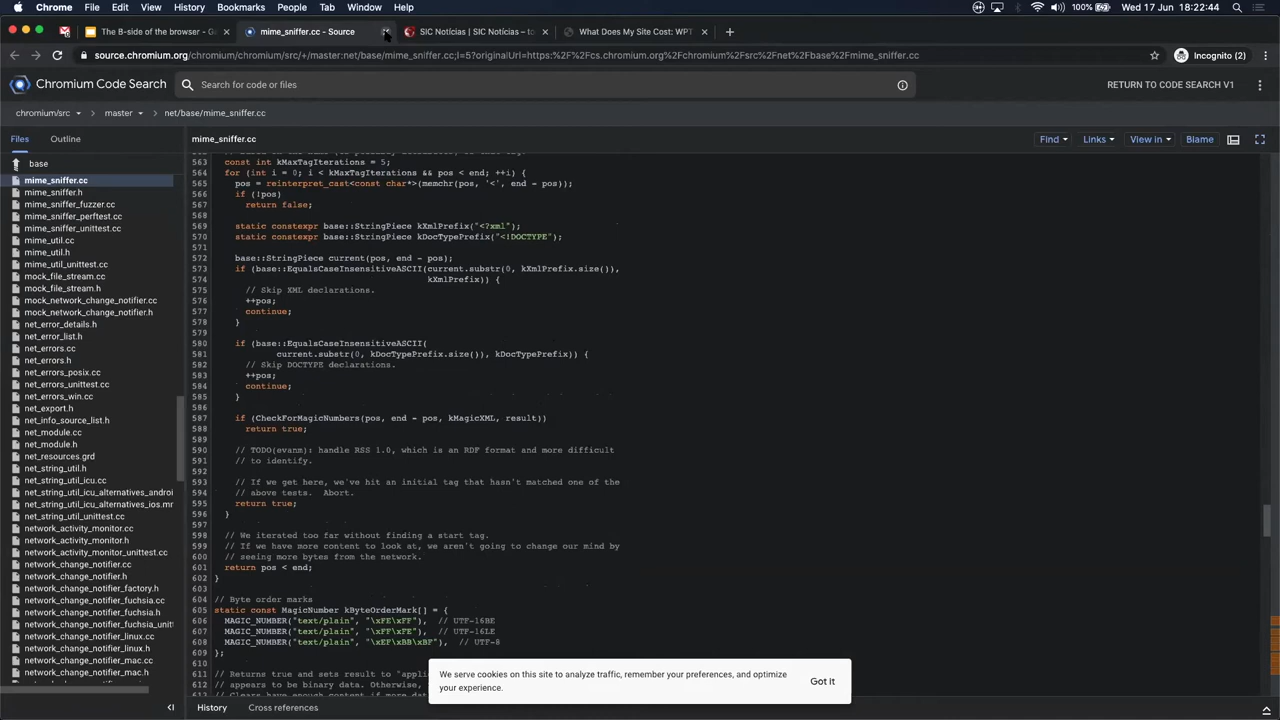 Chrome File Edit View History Bookmarks People Tab Window Help 100% Wed 22 Jan 18:22:44
The B-side of the browser - G
mime_sniffer.cc - Source
SIC Notícias | SIC Notícias – to
What Does My Site Cost: WPT
source.chromium.org/chromium/chromium/src/+/master:net/base/mime_sniffer.cc;l=5?originalUrl=https:%2F%2Fcs.chromium.org%2Fchromium%2Fsrc%2Fnet%2Fbase%2Fmime_sniffer.cc
Incognito (2)
Chromium Code Search
Search for code or files
RETURN TO CODE SEARCH V1
chromium/src master net/base/mime_sniffer.cc
Files Outline
mime_sniffer.cc
Find Links View in Blame
base
mime_sniffer.cc
mime_sniffer.h
mime_sniffer_fuzzer.cc
mime_sniffer_perftest.cc
mime_sniffer_unittest.cc
mime_util.cc
mime_util.h
mime_util_unittest.cc
mock_file_stream.cc
mock_file_stream.h
mock_network_change_notifier.cc
mock_network_change_notifier.h
net_error_details.h
net_error_list.h
net_errors.cc
net_errors.h
net_errors_posix.cc
net_errors_unittest.cc
net_errors_win.cc
net_export.h
net_info_source_list.h
net_module.cc
net_module.h
net_resources.grd
net_string_util.h
net_string_util_icu.cc
net_string_util_icu_alternatives_androi
net_string_util_icu_alternatives_ios.mr
net_string_util_unittest.cc
network_activity_monitor.cc
network_activity_monitor.h
network_activity_monitor_unittest.cc
network_change_notifier.cc
network_change_notifier.h
network_change_notifier_factory.h
network_change_notifier_fuchsia.cc
network_change_notifier_fuchsia.h
network_change_notifier_fuchsia_unitt
network_change_notifier_linux.cc
network_change_notifier_linux.h
network_change_notifier_mac.cc
network_change_notifier_mac.h
563 const int kMaxTagIterations = 5;
564 for (int i = 0; i < kMaxTagIterations && pos < end; ++i) {
565 pos = reinterpret_cast<const char*>(memchr(pos, '<', end - pos));
566 if (!pos)
567 return false;
568
569 static constexpr base::StringPiece kXmlPrefix("<?xml");
570 static constexpr base::StringPiece kDocTypePrefix("<!DOCTYPE");
571
572 base::StringPiece current(pos, end - pos);
573 if (base::EqualsCaseInsensitiveASCII(current.substr(0, kXmlPrefix.size()),
574 kXmlPrefix)) {
575 // Skip XML declarations.
576 ++pos;
577 continue;
578 }
579
580 if (base::EqualsCaseInsensitiveASCII(
581 current.substr(0, kDocTypePrefix.size()), kDocTypePrefix)) {
582 // Skip DOCTYPE declarations.
583 ++pos;
584 continue;
585 }
586
587 if (CheckForMagicNumbers(pos, end - pos, kMagicXML, result))
588 return true;
589
590 // TODO(evanm): handle RSS 1.0, which is an RDF format and more difficult
591 // to identify.
592
593 // If we get here, we've hit an initial tag that hasn't matched one of the
594 // above tests. Abort.
595 return true;
596 }
597
598 // We iterated too far without finding a start tag.
599 // If we have more content to look at, we aren't going to change our mind by
600 // seeing more bytes from the network.
601 return pos < end;
602 }
603
604 // Byte order marks
605 static const MagicNumber kByteOrderMark[] = {
606 MAGIC_NUMBER("text/plain", "\xFE\xFF"), // UTF-16BE
607 MAGIC_NUMBER("text/plain", "\xFF\xFE"), // UTF-16LE
608 MAGIC_NUMBER("text/plain", "\xEF\xBB\xBF"), // UTF-8
609 };
610
611 // Returns true and sets result to "appli
612 // appears to be binary data. Otherwise,
613
We serve cookies on this site to analyze traffic, remember your preferences, and optimize
your experience.
Got it
History Cross references